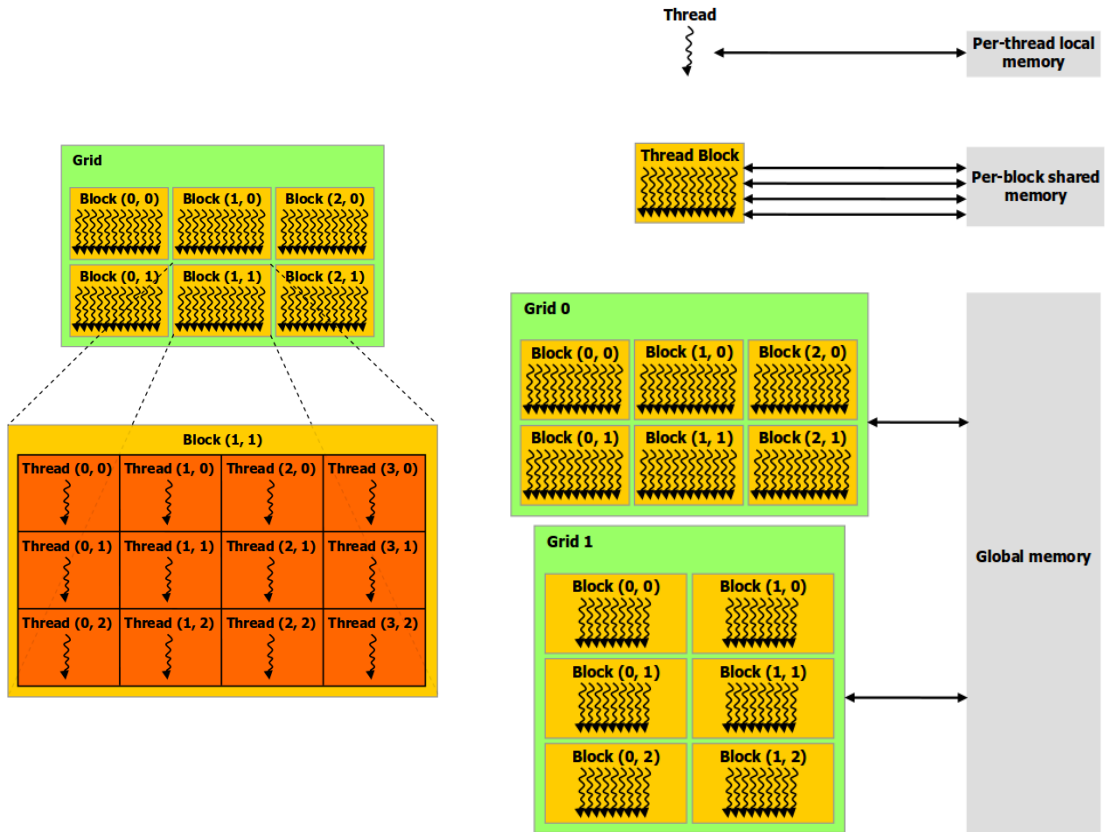 Thread
Per-thread local
memory
Thread Block
Per-block shared
memory
Grid
Block (0, 0)
Block (1, 0)
Block (2, 0)
Block (0, 1)
Block (1, 1)
Block (2, 1)
Block (1, 1)
Thread (0, 0)
Thread (1, 0)
Thread (2, 0)
Thread (3, 0)
Thread (0, 1)
Thread (1, 1)
Thread (2, 1)
Thread (3, 1)
Thread (0, 2)
Thread (1, 2)
Thread (2, 2)
Thread (3, 2)
Grid 0
Block (0, 0)
Block (1, 0)
Block (2, 0)
Block (0, 1)
Block (1, 1)
Block (2, 1)
Grid 1
Block (0, 0)
Block (1, 0)
Block (0, 1)
Block (1, 1)
Block (0, 2)
Block (1, 2)
Global memory